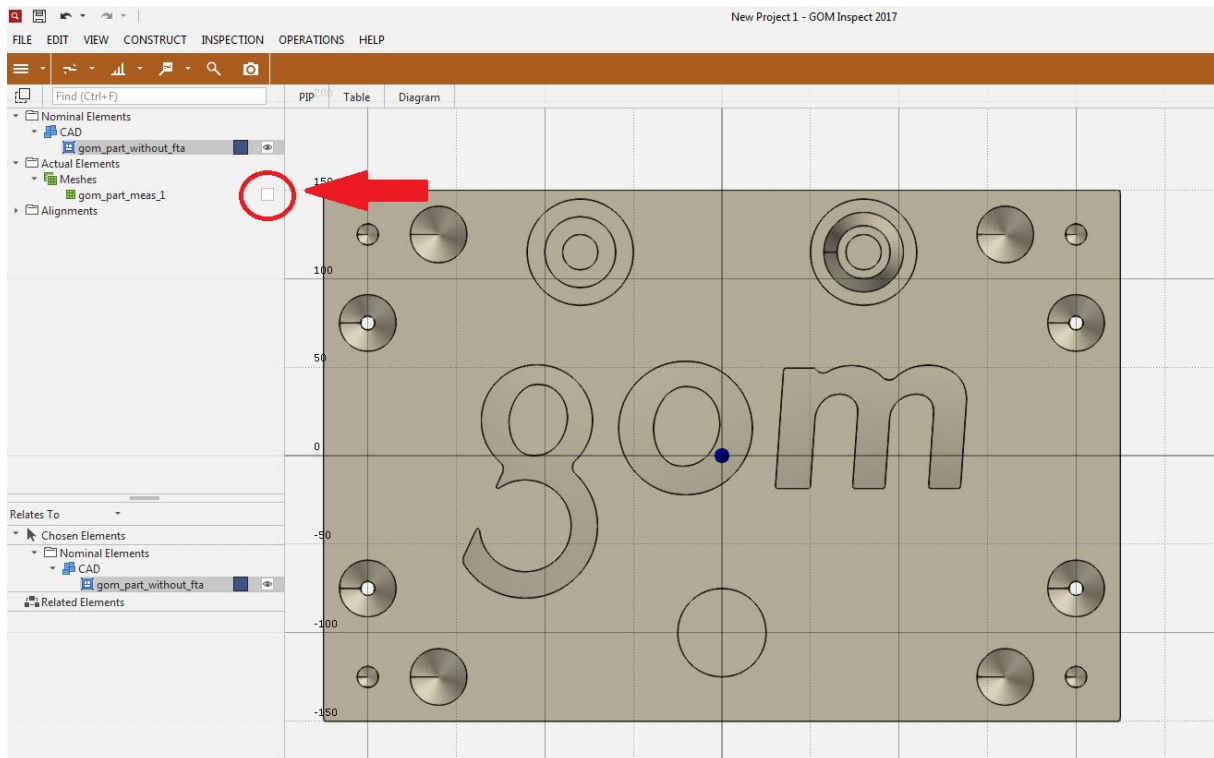 New Project 1 - GOM Inspect 2017
FILE EDIT VIEW CONSTRUCT INSPECTION OPERATIONS HELP
Find (Ctrl+F)
PIP Table Diagram
200
Nominal Elements
CAD
gom_part_without_fta
Actual Elements
Meshes
gom_part_meas_1
Alignments
150
100
50
0
-50
-100
-150
gom
Relates To
Chosen Elements
Nominal Elements
CAD
gom_part_without_fta
Related Elements